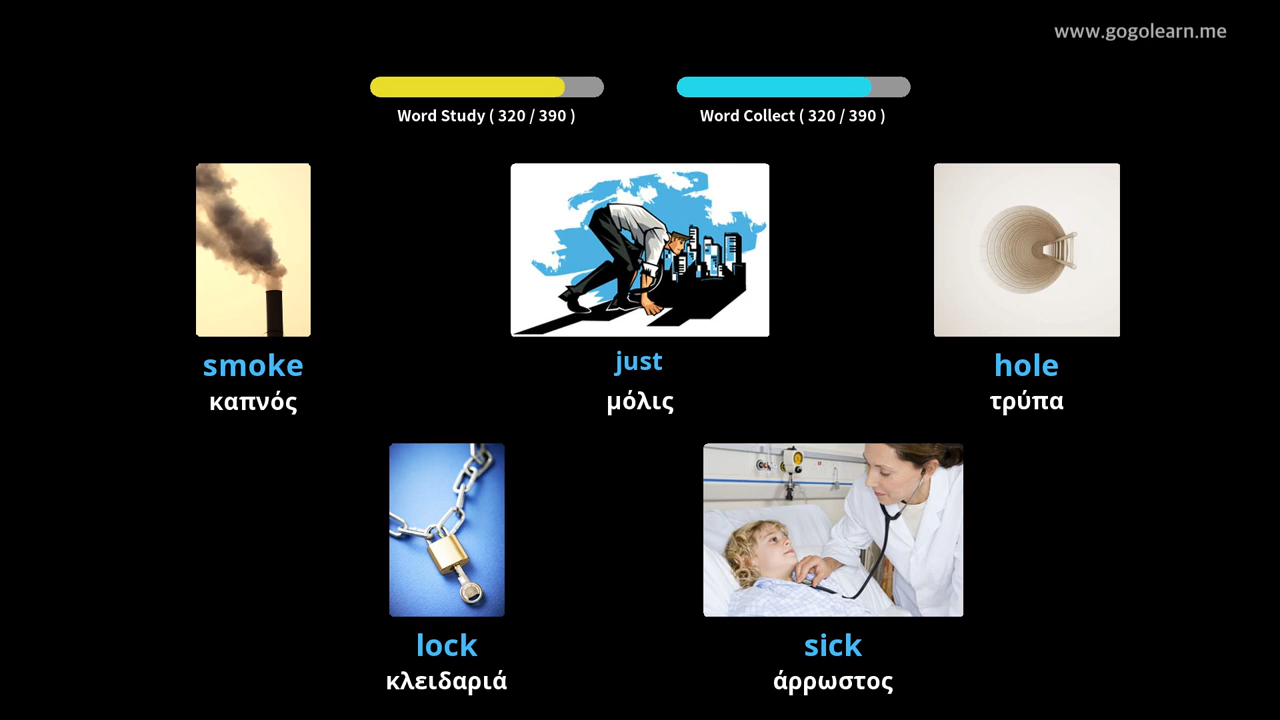 www.gogolearn.me
Word Study ( 320 / 390 )
Word Collect ( 320 / 390 )
smoke
καπνός
just
μόλις
hole
τρύπα
lock
κλειδαριά
sick
άρρωστος